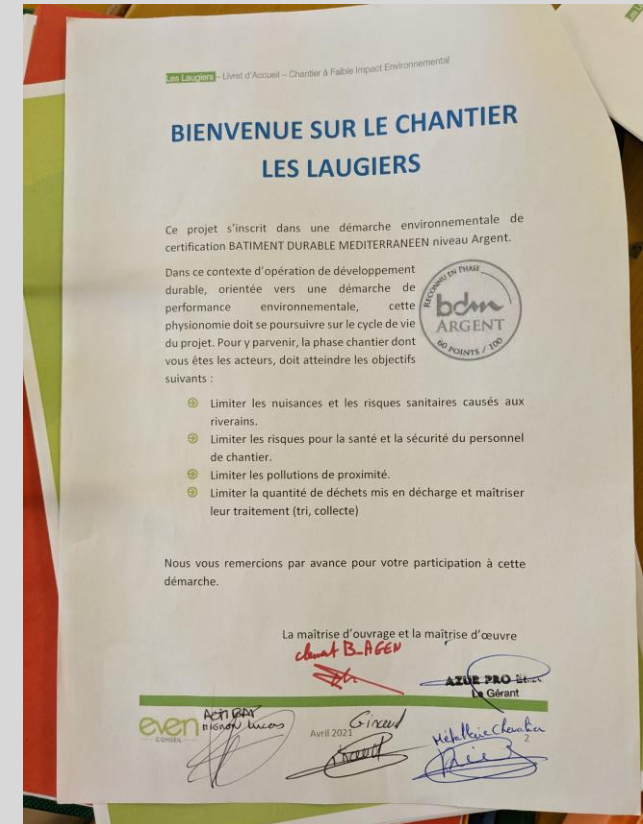 Les Laugiers – Livret d'Accueil – Chantier à Faible Impact Environnemental
BIENVENUE SUR LE CHANTIER
LES LAUGIERS
Ce projet s'inscrit dans une démarche environnementale de
certification BATIMENT DURABLE MEDITERRANEEN niveau Argent.
Dans ce contexte d'opération de développement
durable, orientée vers une démarche de
performance environnementale, cette
physionomie doit se poursuivre sur le cycle de vie
du projet. Pour y parvenir, la phase chantier dont
vous êtes les acteurs, doit atteindre les objectifs
suivants :
RECONNU EN PHASE
bdm
ARGENT
60 POINTS / 100
Limiter les nuisances et les risques sanitaires causés aux
riverains.
Limiter les risques pour la santé et la sécurité du personnel
de chantier.
Limiter les pollutions de proximité.
Limiter la quantité de déchets mis en décharge et maîtriser
leur traitement (tri, collecte)
Nous vous remercions par avance pour votre participation à cette
démarche.
La maîtrise d'ouvrage et la maîtrise d'œuvre
AZUR PRO
Le Gérant
even
CONSEIL
Lucas
Avril 2021
Giraud
Métallerie Chevalier
2